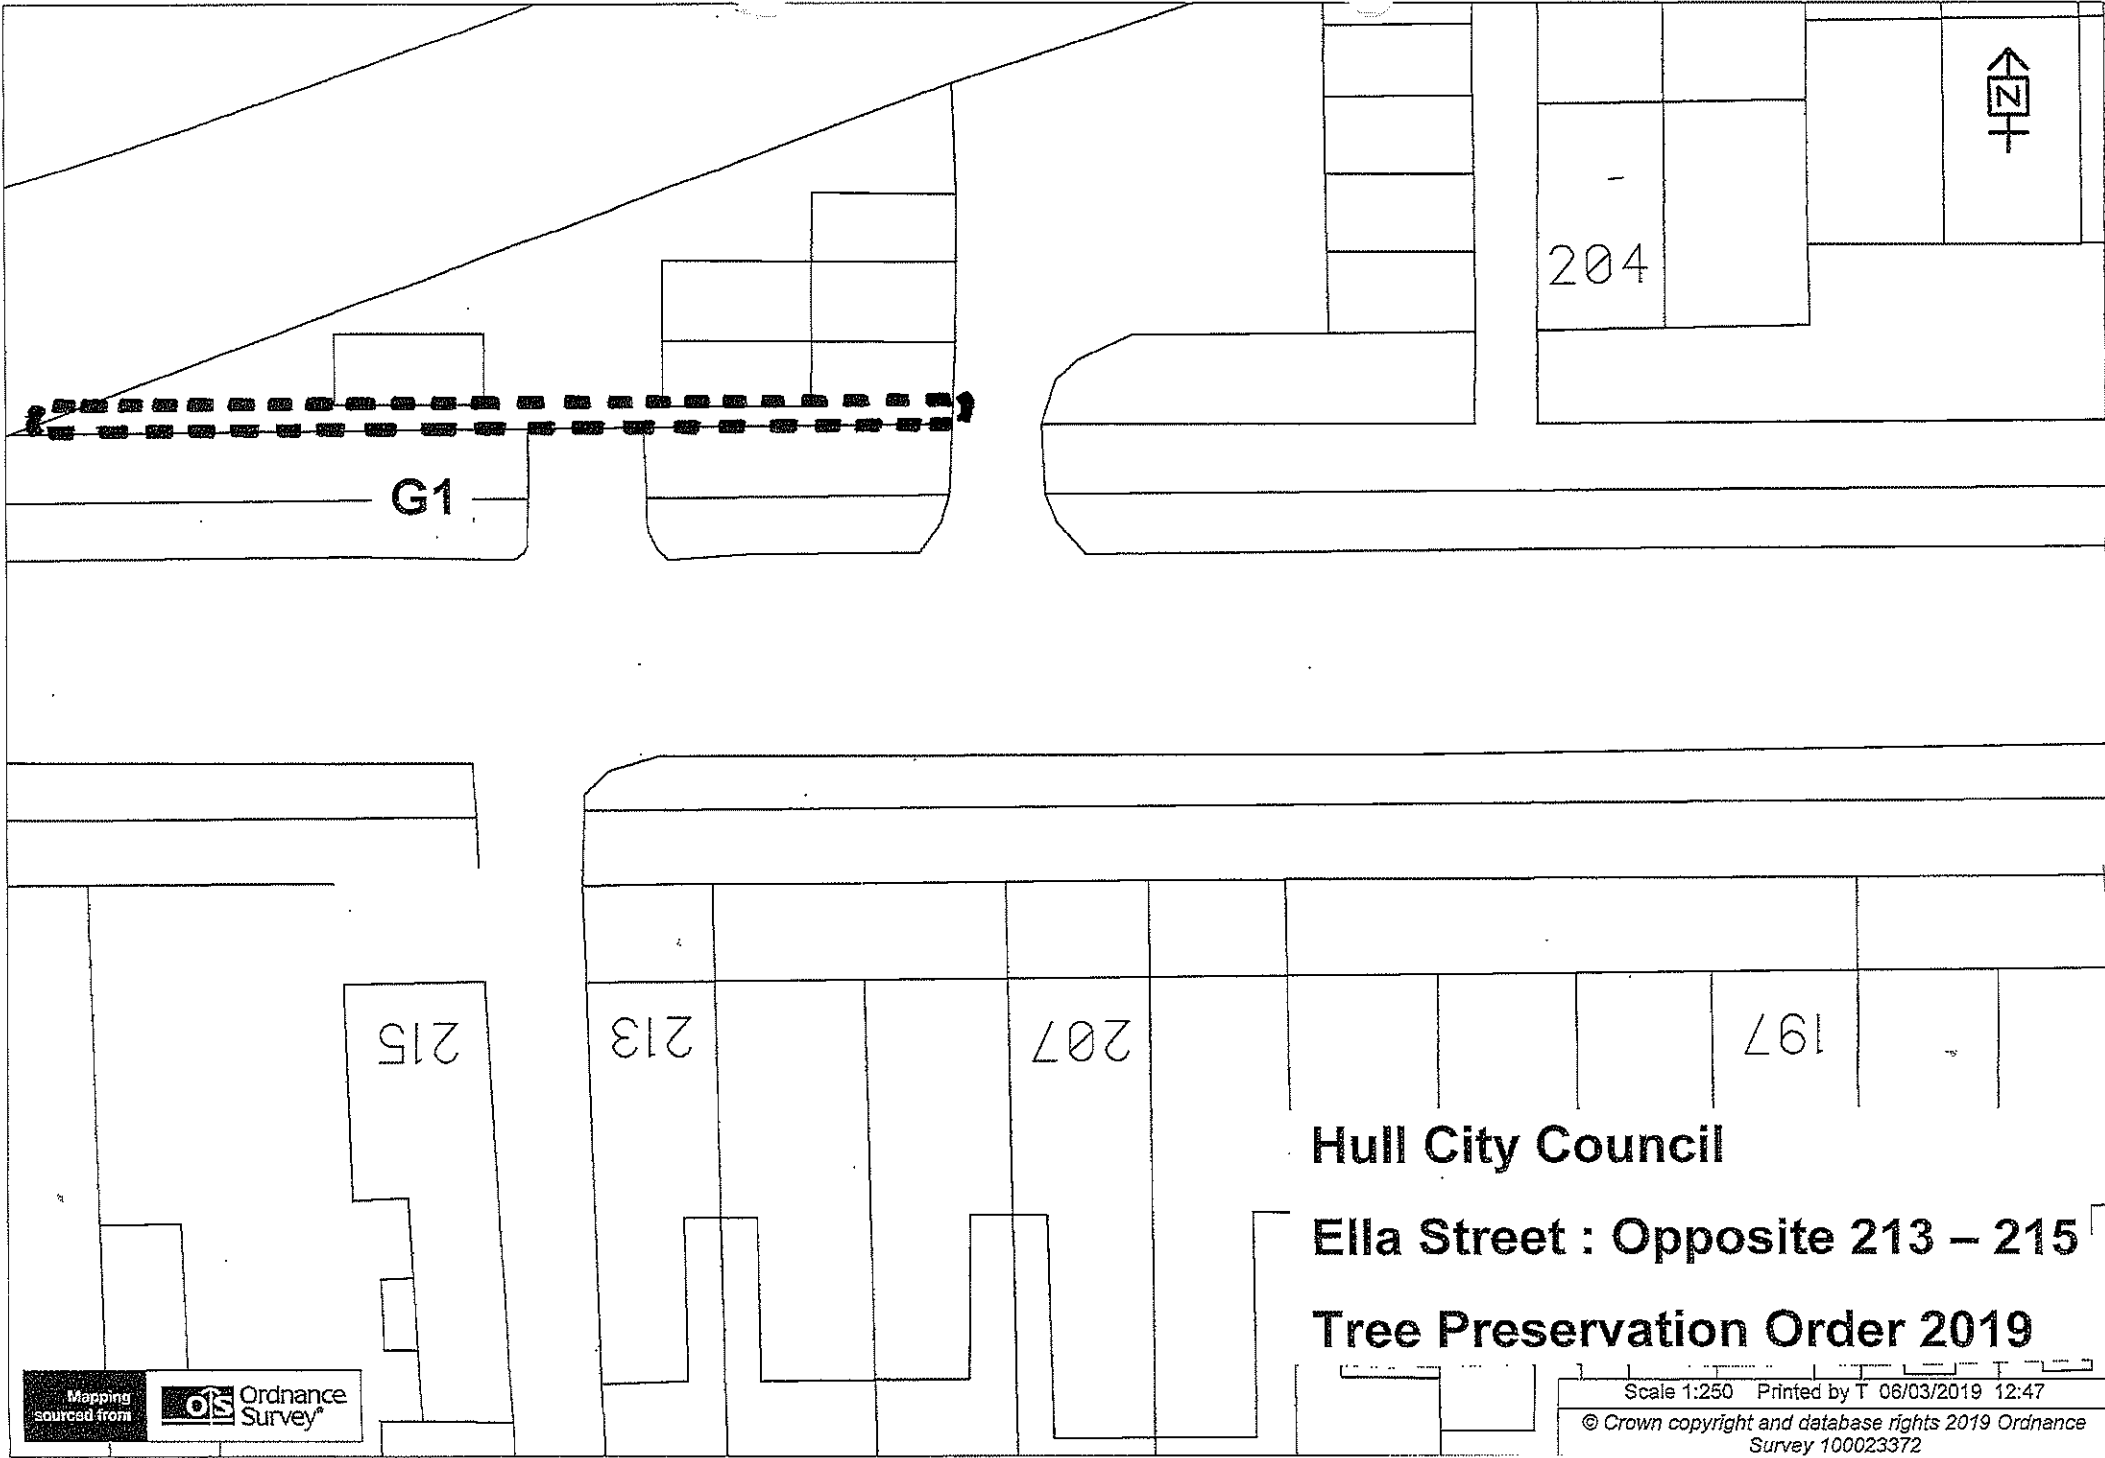 N
204
G1
215
213
207
197
Hull City Council
Ella Street : Opposite 213 – 215
Tree Preservation Order 2019
Mapping
sourced from
OS Ordnance
Survey®
Scale 1:250 Printed by T 06/03/2019 12:47
© Crown copyright and database rights 2019 Ordnance
Survey 100023372